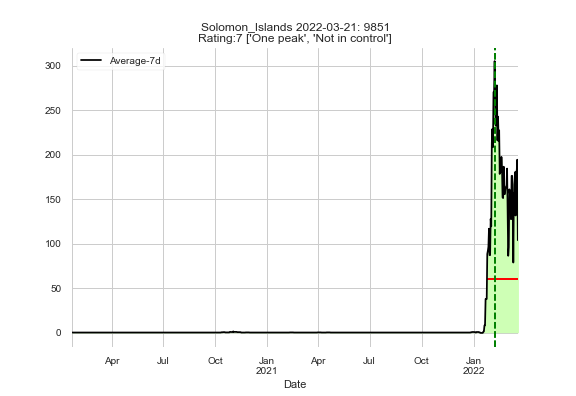 Solomon_Islands 2022-03-21: 9851
Rating:7 ['One peak', 'Not in control']
Average-7d
300
250
200
150
100
50
0
Apr Jul Oct Jan Apr Jul Oct Jan
2021 2022
Date